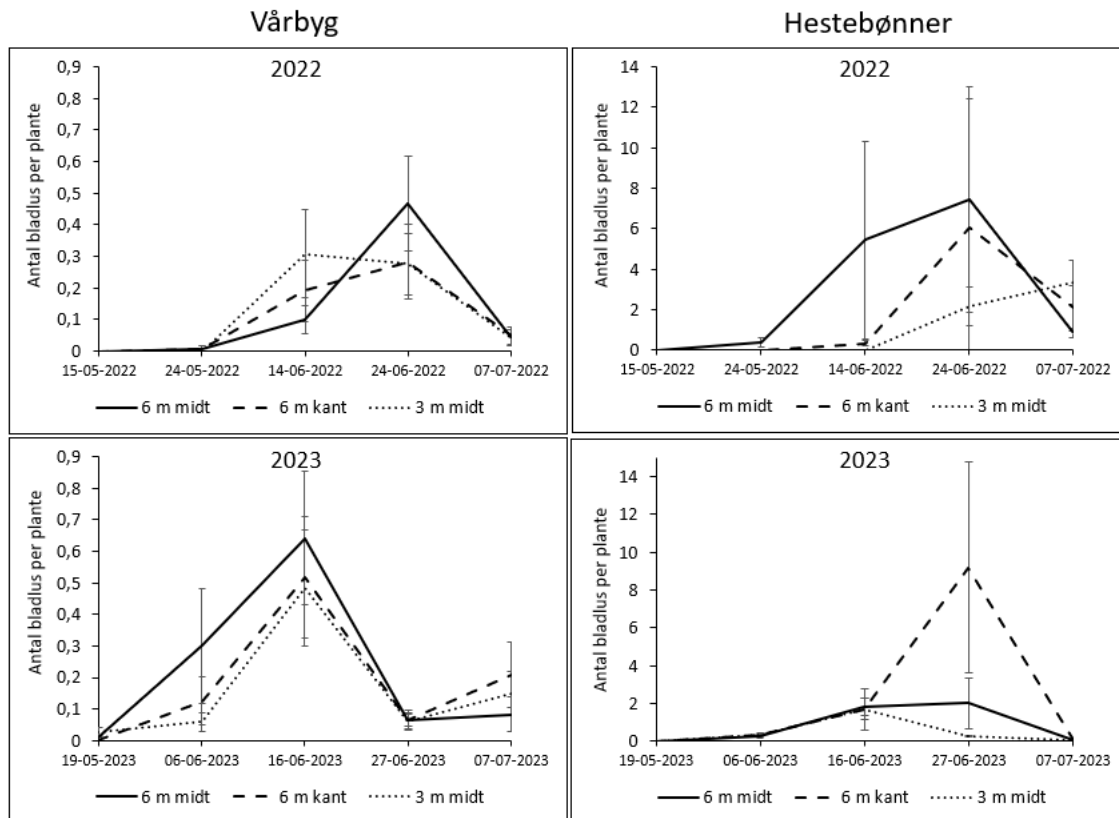 Vårbyg
Hestebønner
2022
Antal bladlus per plante
0,9
0,8
0,7
0,6
0,5
0,4
0,3
0,2
0,1
0
15-05-2022 24-05-2022 14-06-2022 24-06-2022 07-07-2022
6 m midt 6 m kant 3 m midt
2022
Antal bladlus per plante
14
12
10
8
6
4
2
0
15-05-2022 24-05-2022 14-06-2022 24-06-2022 07-07-2022
6 m midt 6 m kant 3 m midt
2023
Antal bladlus per plante
0,9
0,8
0,7
0,6
0,5
0,4
0,3
0,2
0,1
0
19-05-2023 06-06-2023 16-06-2023 27-06-2023 07-07-2023
6 m midt 6 m kant 3 m midt
2023
Antal bladlus per plante
14
12
10
8
6
4
2
0
19-05-2023 06-06-2023 16-06-2023 27-06-2023 07-07-2023
6 m midt 6 m kant 3 m midt